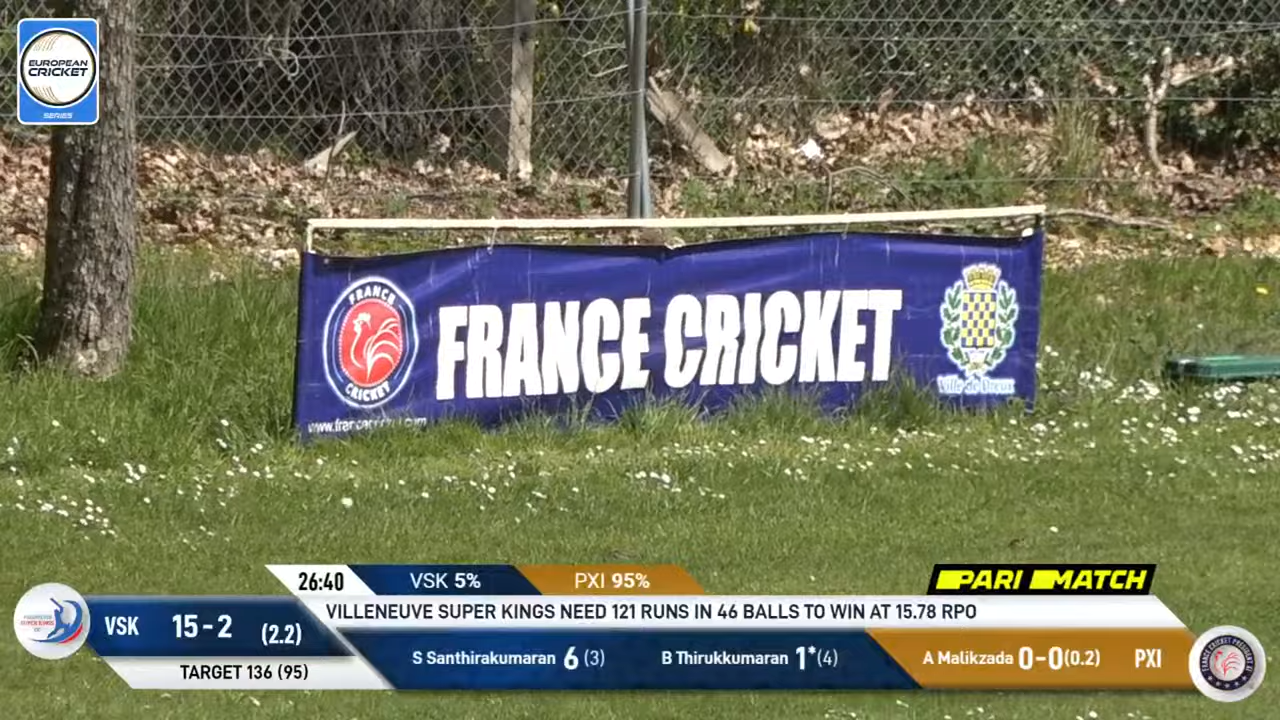 EUROPEAN
CRICKET
SERIES
FRANCE
CRICKET
FRANCE CRICKET
Ville de Dreux
26:40
VSK 5%
PXI 95%
PARIMATCH
VSK 15-2 (2.2)
VILLENEUVE SUPER KINGS NEED 121 RUNS IN 46 BALLS TO WIN AT 15.78 RPO
S Santhirakumaran 6 (3)
B Thirukkumaran 1* (4)
A Malikzada 0-0 (0.2)
PXI
TARGET 136 (95)